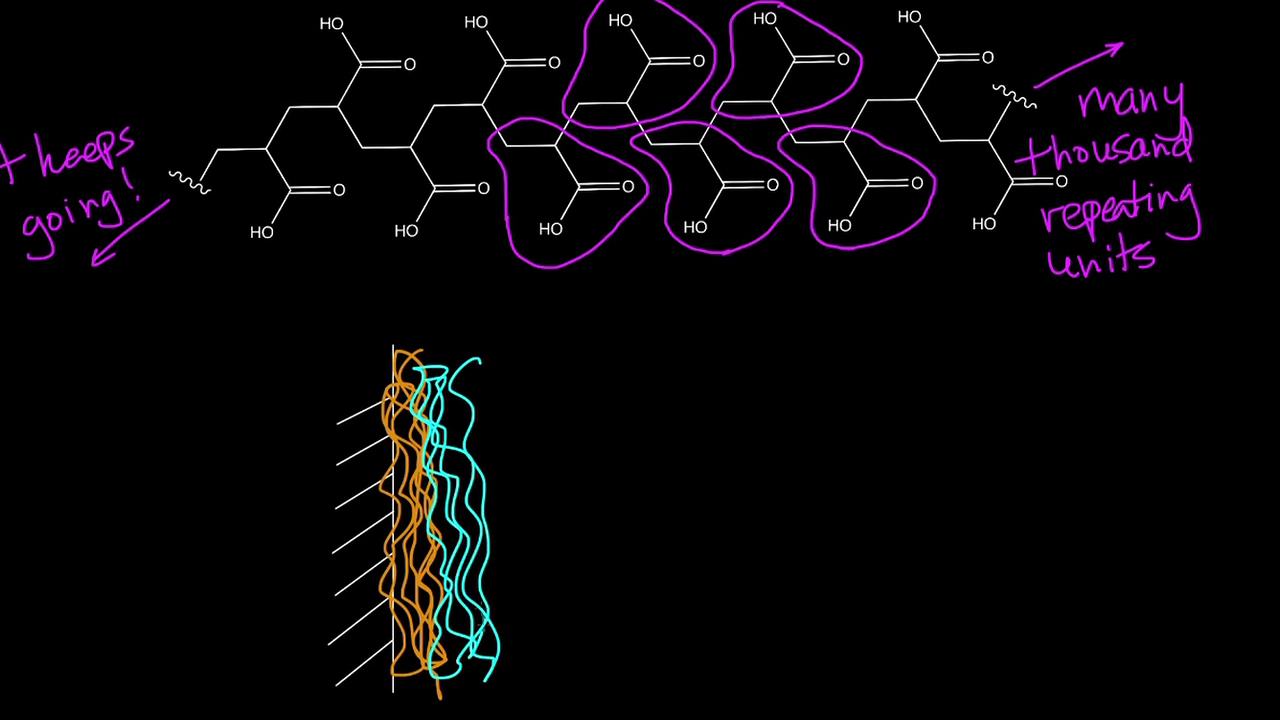 HO HO HO HO HO
O O O O O
O O O O O O
HO HO HO HO HO HO
t keeps
going!
many
thousand
repeating
units